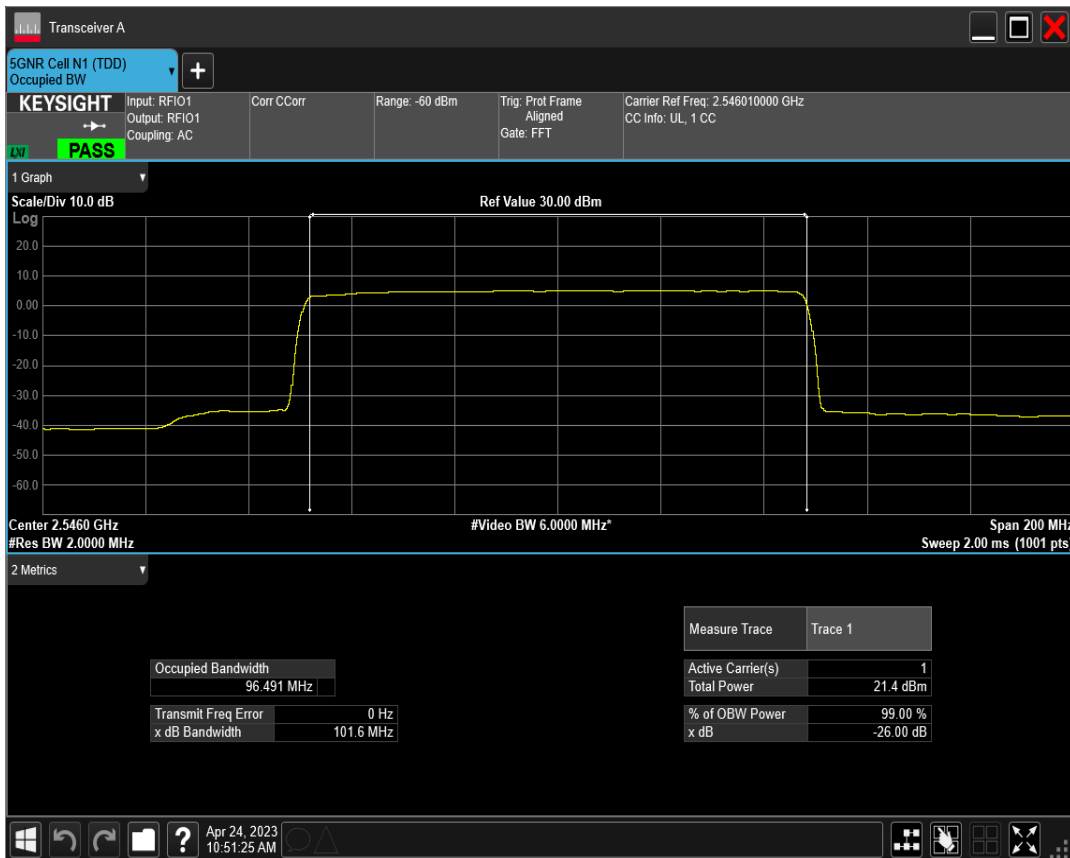 Transceiver A
5GNR Cell N1 (TDD)
Occupied BW
+
KEYSIGHT
LXI
PASS
Input: RFIO1
Output: RFIO1
Coupling: AC
Corr CCorr
Range: -60 dBm
Trig: Prot Frame
Aligned
Gate: FFT
Carrier Ref Freq: 2.546010000 GHz
CC Info: UL, 1 CC
1 Graph
Scale/Div 10.0 dB
Ref Value 30.00 dBm
Log
20.0
10.0
0.00
-10.0
-20.0
-30.0
-40.0
-50.0
-60.0
Center 2.5460 GHz
#Video BW 6.0000 MHz*
Span 200 MHz
#Res BW 2.0000 MHz
Sweep 2.00 ms (1001 pts)
2 Metrics
Measure Trace Trace 1
Occupied Bandwidth
96.491 MHz
Active Carrier(s) 1
Total Power 21.4 dBm
Transmit Freq Error 0 Hz
x dB Bandwidth 101.6 MHz
% of OBW Power 99.00 %
x dB -26.00 dB
?
Apr 24, 2023
10:51:25 AM